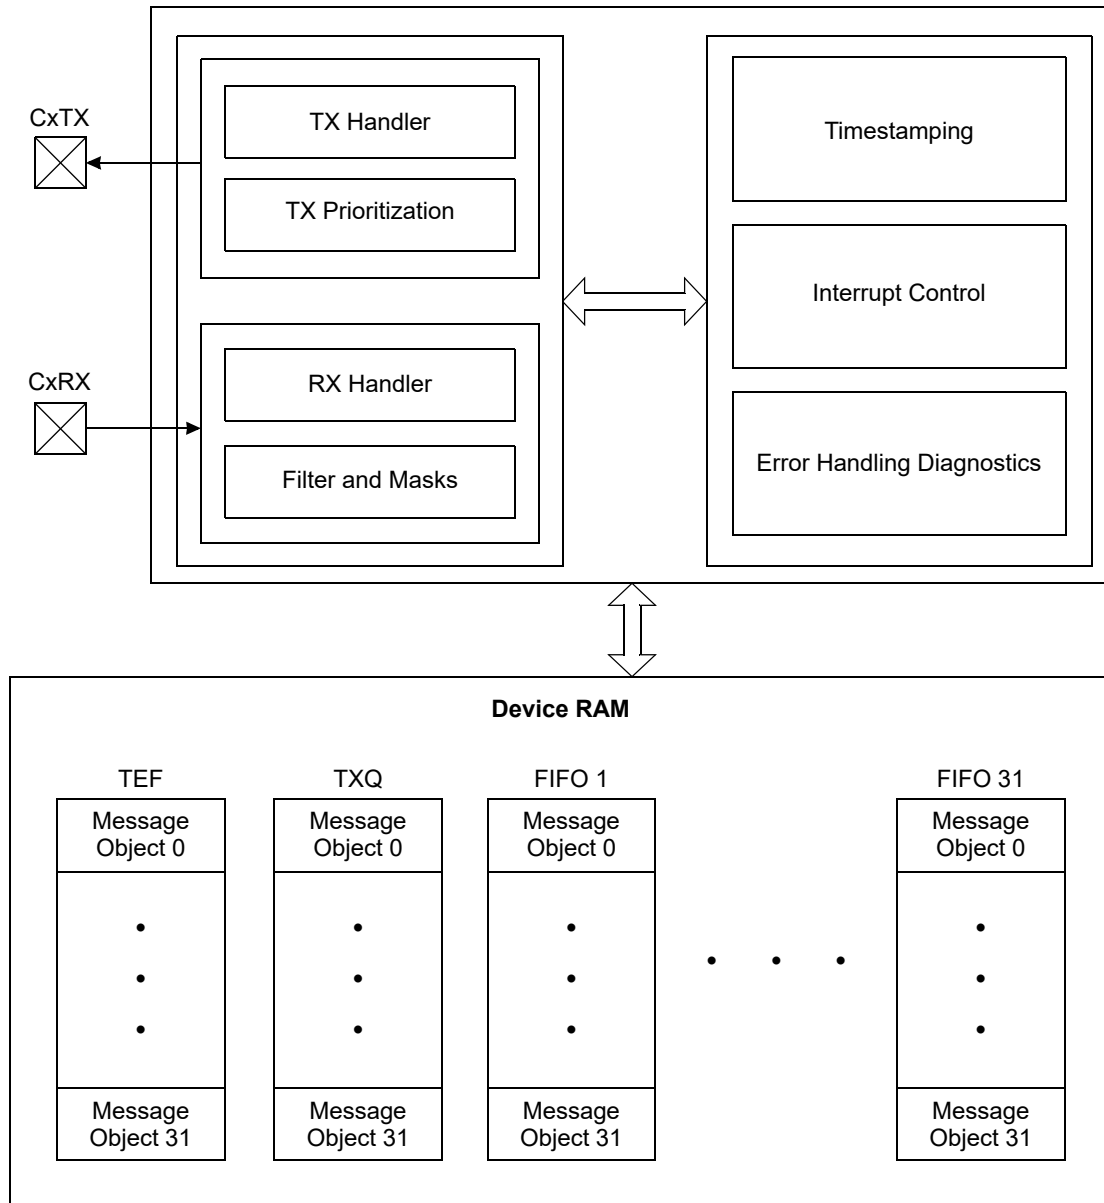 CxTX
TX Handler
TX Prioritization
CxRX
RX Handler
Filter and Masks
Timestamping
Interrupt Control
Error Handling Diagnostics
Device RAM
TEF
Message
Object 0
Message
Object 31
TXQ
Message
Object 0
Message
Object 31
FIFO 1
Message
Object 0
Message
Object 31
FIFO 31
Message
Object 0
Message
Object 31